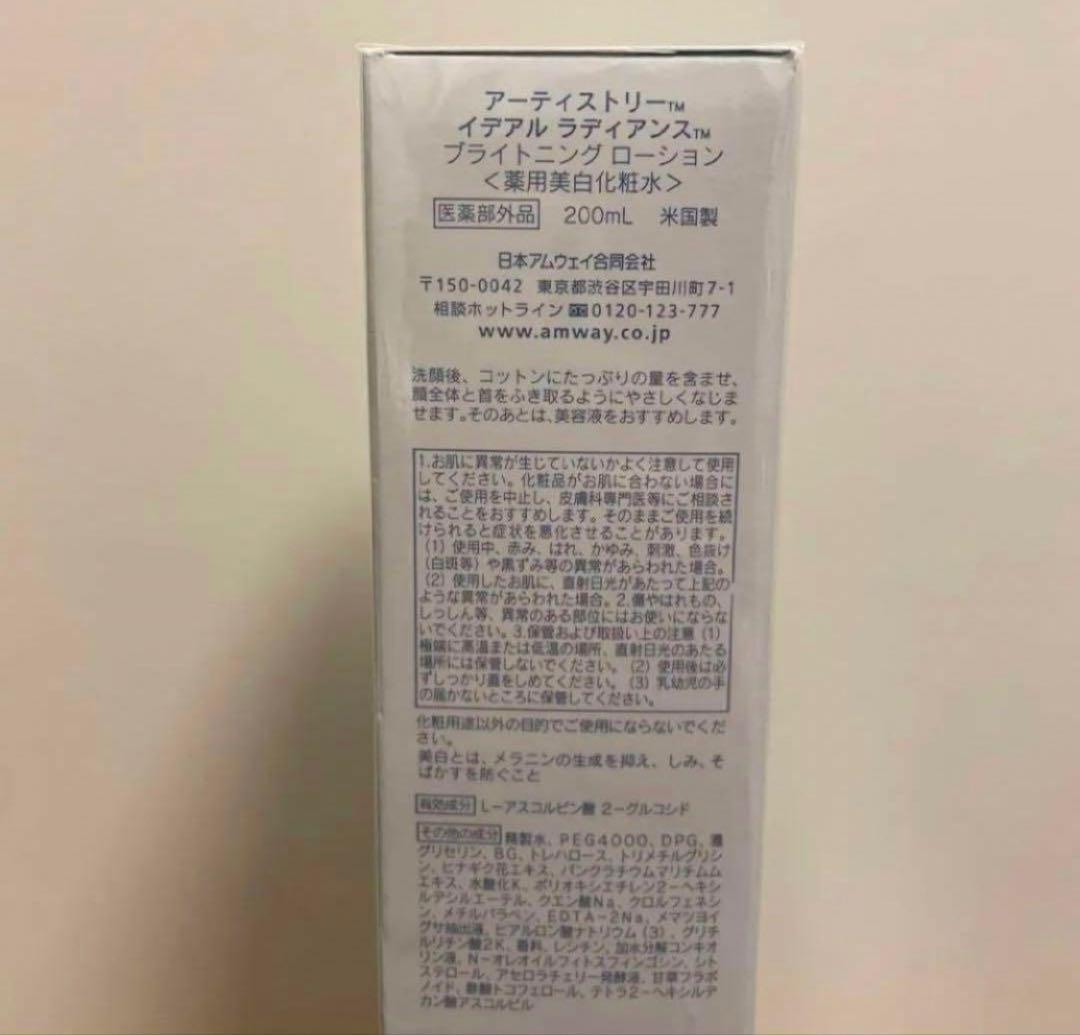 アーティストリー™
イデアル ラディアンス™
ブライトニング ローション
＜薬用美白化粧水＞
医薬部外品 200mL 米国製
日本アムウェイ合同会社
〒150-0042 東京都渋谷区宇田川町7-1
相談ホットライン 0120-123-777
www.amway.co.jp
洗顔後、コットンにたっぷりの量を含ませ、
顔全体と首をふき取るようにやさしくなじま
せます。そのあとは、美容液をおすすめします。
1.お肌に異常が生じていないかよく注意して使用
してください。化粧品がお肌に合わない場合に
は、ご使用を中止し、皮膚科専門医等にご相談さ
れることをおすすめします。そのままご使用を続
けられると症状を悪化させることがあります。
（1）使用中、赤み、はれ、かゆみ、刺激、色抜け
（白斑等）や黒ずみ等の異常があらわれた場合。
（2）使用したお肌に、直射日光があたって上記の
ような異常があらわれた場合。2.傷やはれもの、
しっしん等、異常のある部位にはお使いにならな
いでください。3.保管および取扱い上の注意（1）
極端に高温または低温の場所、直射日光のあたる
場所には保管しないでください。（2）使用後は必
ずしっかり蓋をしめてください。（3）乳幼児の手
の届かないところに保管してください。
化粧用途以外の目的でご使用にならないでくだ
さい。
美白とは、メラニンの生成を抑え、しみ、そ
ばかすを防ぐこと
有効成分 L－アスコルビン酸 2－グルコシド
その他の成分 精製水、PEG4000、DPG、濃
グリセリン、BG、トレハロース、トリメチルグリシ
ン、ヒナギク花エキス、パンクラチウムマリチムム
エキス、水酸化K、ポリオキシエチレン2－ヘキシ
ルデシルエーテル、クエン酸Na、クロルフェネシ
ン、メチルパラベン、EDTA－2Na、メマツヨイ
グサ抽出液、ヒアルロン酸ナトリウム（3）、グリチ
ルリチン酸2K、香料、レシチン、加水分解コンキオ
リン液、N－オレオイルフィトスフィンゴシン、シト
ステロール、アセロラチェリー発酵液、甘草フラボ
ノイド、酢酸トコフェロール、テトラ2－ヘキシルデ
カン酸アスコルビル